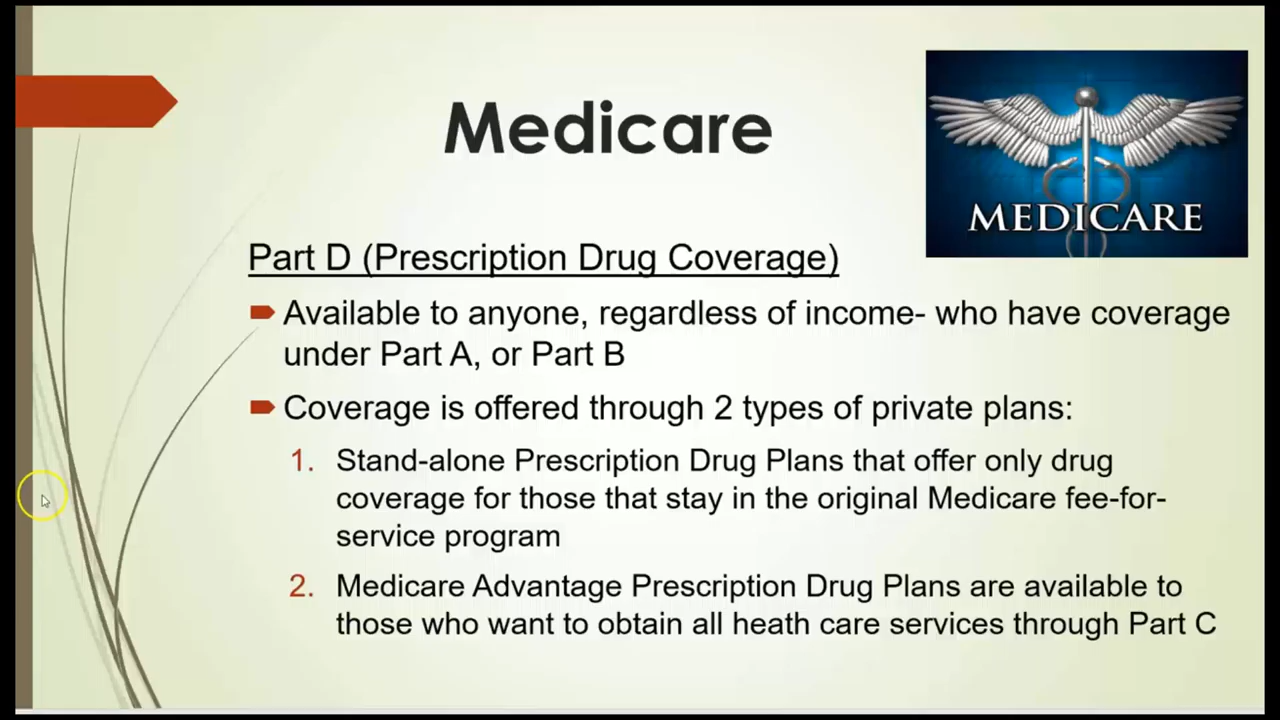 Medicare
MEDICARE
Part D (Prescription Drug Coverage)
Available to anyone, regardless of income- who have coverage
under Part A, or Part B
Coverage is offered through 2 types of private plans:
1. Stand-alone Prescription Drug Plans that offer only drug
coverage for those that stay in the original Medicare fee-for-
service program
2. Medicare Advantage Prescription Drug Plans are available to
those who want to obtain all heath care services through Part C